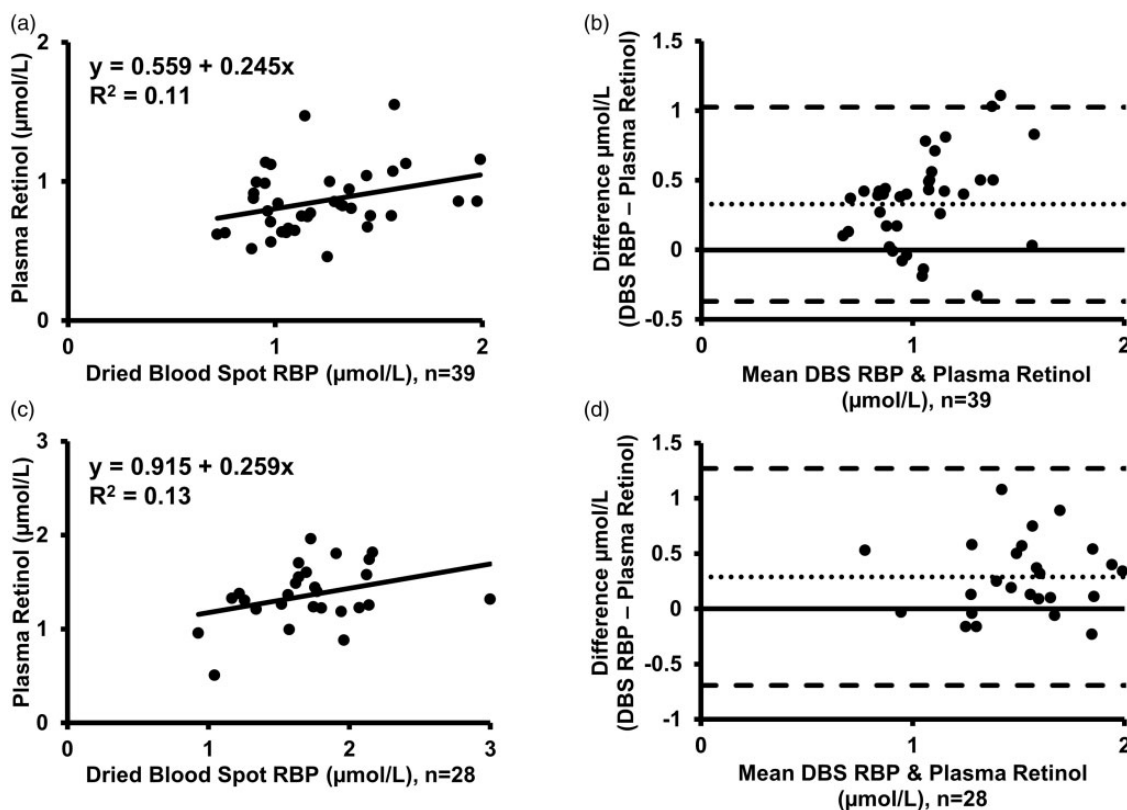 (a)
2
y = 0.559 + 0.245x
R² = 0.11
Plasma Retinol (µmol/L)
1
0
0
1
2
Dried Blood Spot RBP (µmol/L), n=39
(b)
1.5
1
0.5
0
-0.5
Difference µmol/L
(DBS RBP – Plasma Retinol)
0
1
2
Mean DBS RBP & Plasma Retinol
(µmol/L), n=39
(c)
3
y = 0.915 + 0.259x
R² = 0.13
Plasma Retinol (µmol/L)
2
1
0
0
1
2
3
Dried Blood Spot RBP (µmol/L), n=28
(d)
1.5
1
0.5
0
-0.5
-1
Difference µmol/L
(DBS RBP – Plasma Retinol)
0
1
2
Mean DBS RBP & Plasma Retinol
(µmol/L), n=28